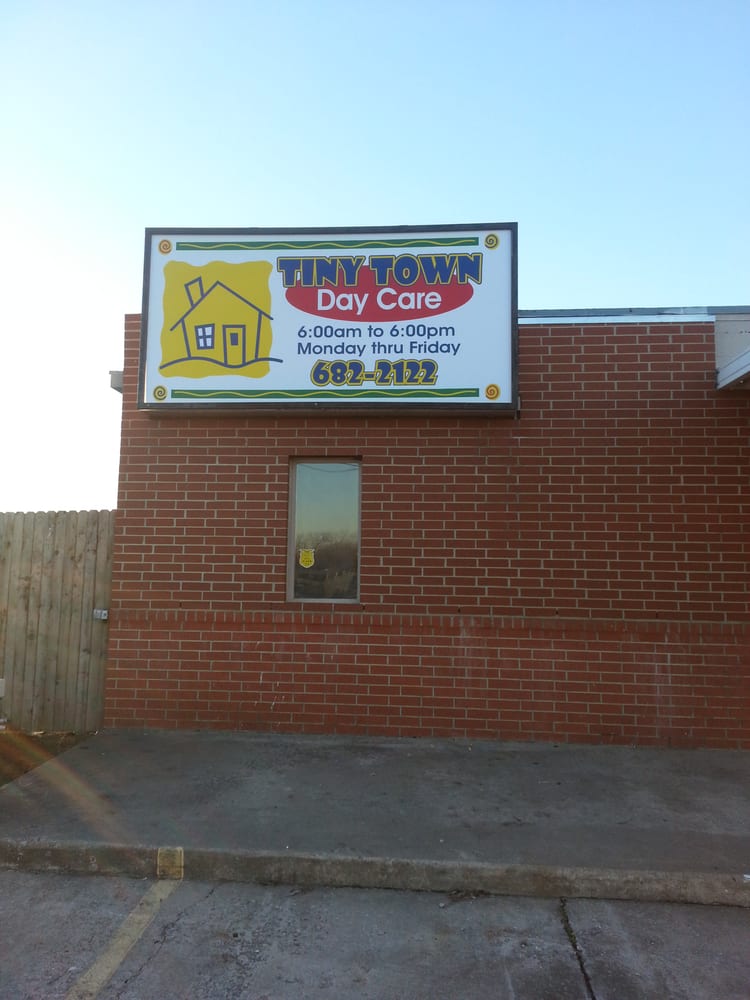 TINY TOWN
Day Care
6:00am to 6:00pm
Monday thru Friday
682-2122